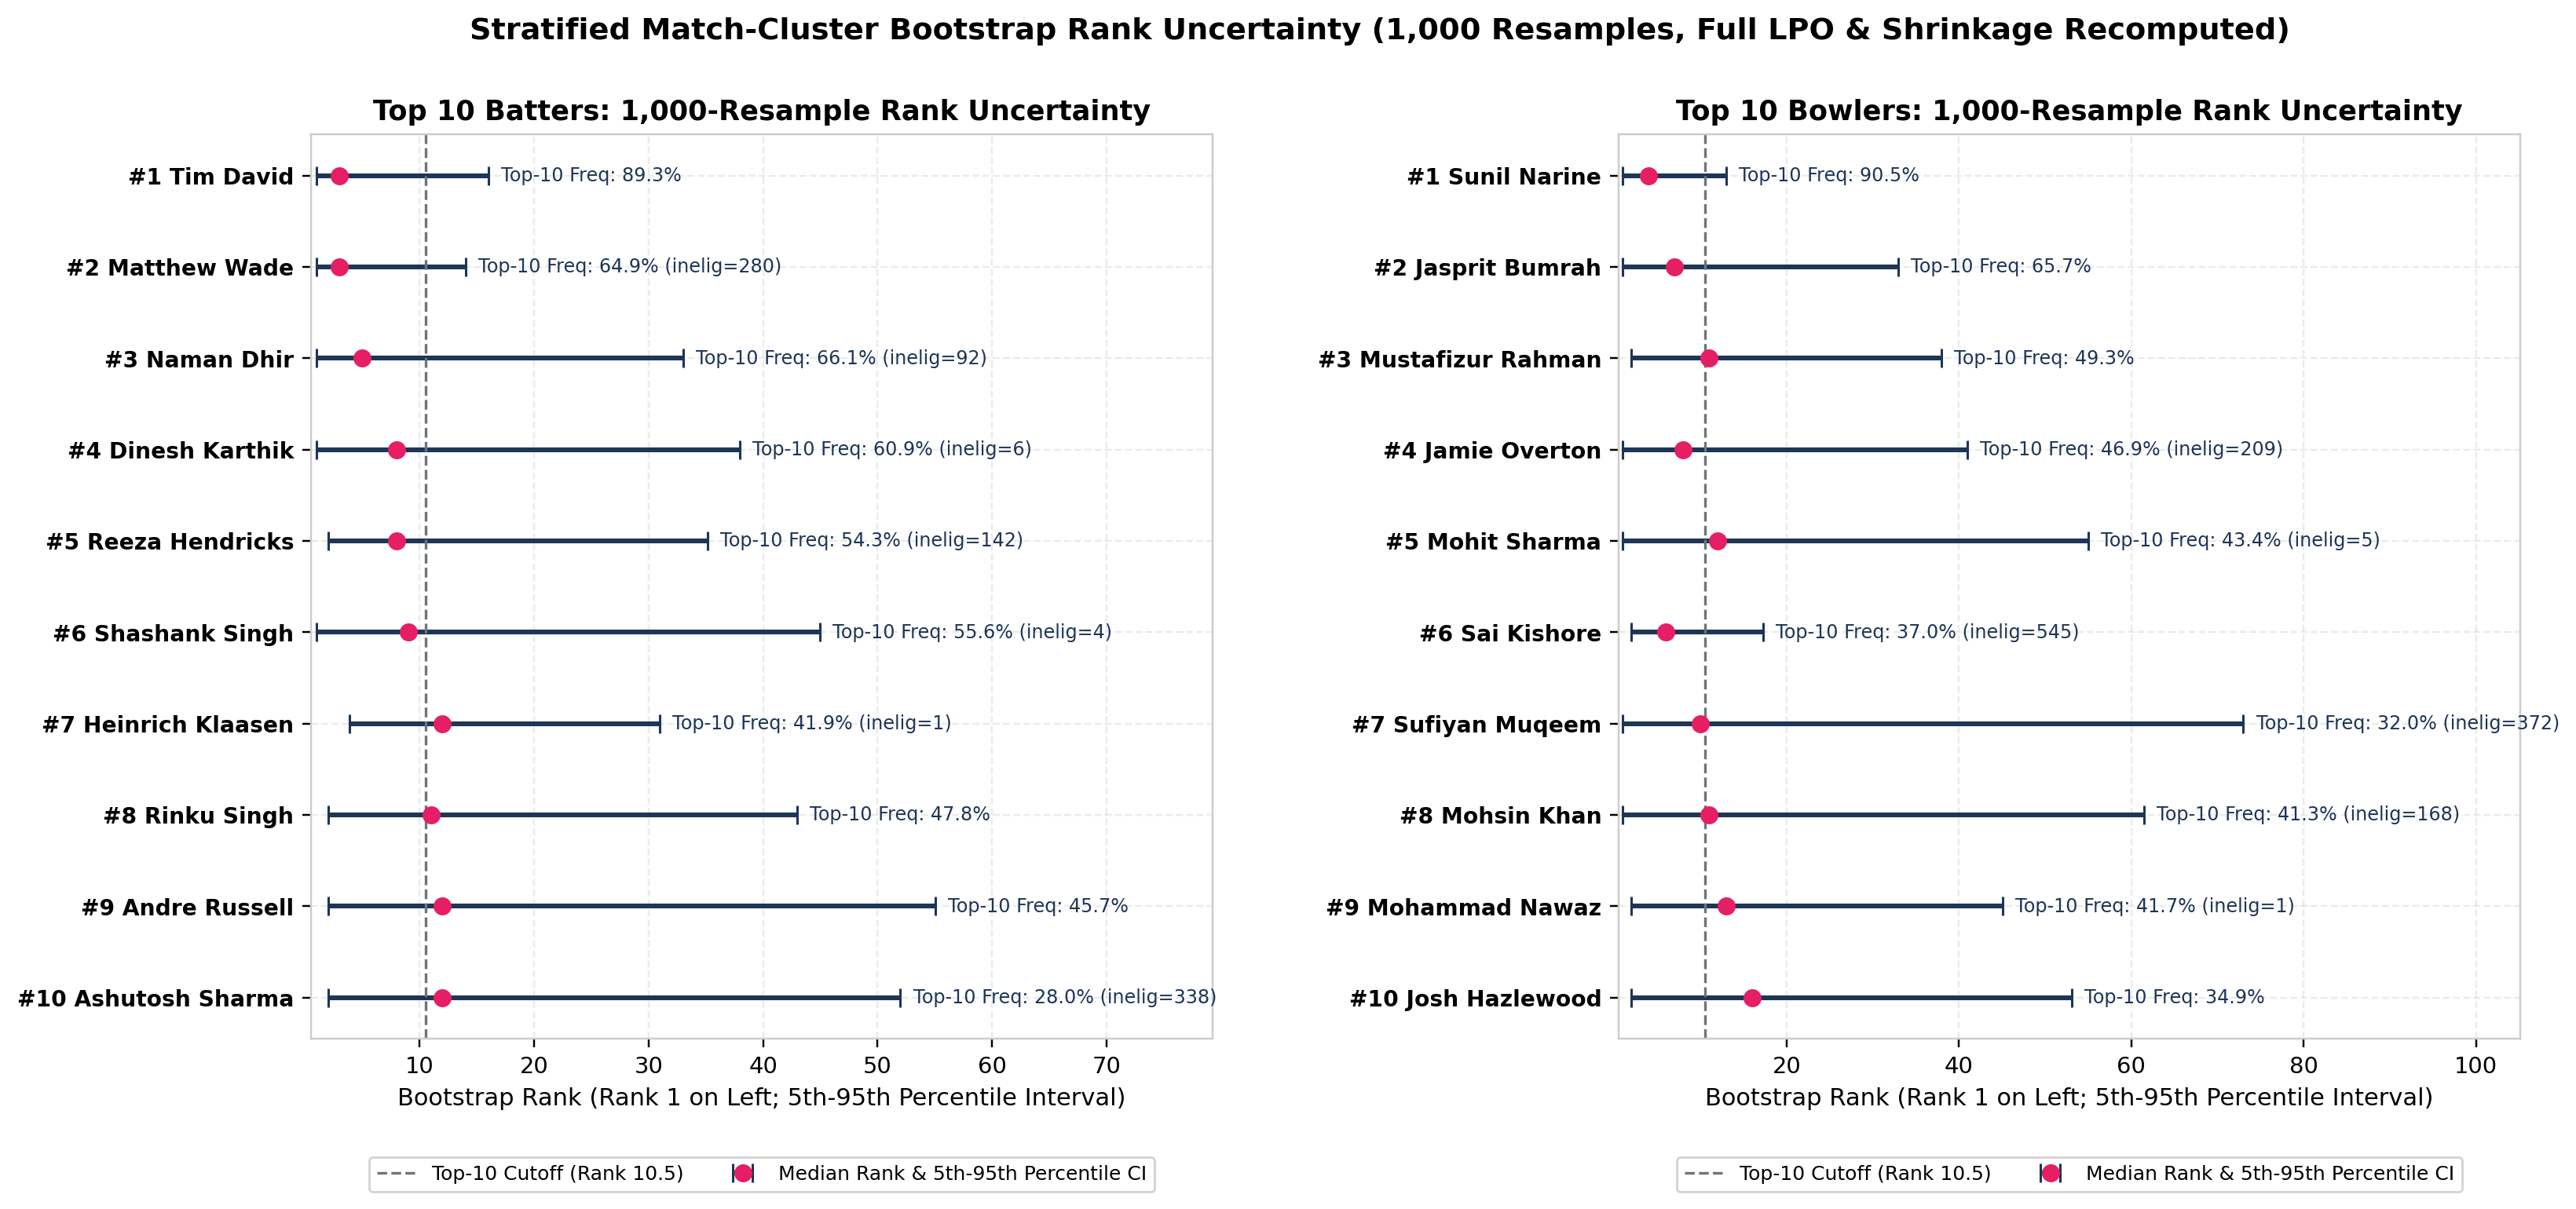 Stratified Match-Cluster Bootstrap Rank Uncertainty (1,000 Resamples, Full LPO & Shrinkage Recomputed)
Top 10 Batters: 1,000-Resample Rank Uncertainty
#1 Tim David
Top-10 Freq: 89.3%
#2 Matthew Wade
Top-10 Freq: 64.9% (inelig=280)
#3 Naman Dhir
Top-10 Freq: 66.1% (inelig=92)
#4 Dinesh Karthik
Top-10 Freq: 60.9% (inelig=6)
#5 Reeza Hendricks
Top-10 Freq: 54.3% (inelig=142)
#6 Shashank Singh
Top-10 Freq: 55.6% (inelig=4)
#7 Heinrich Klaasen
Top-10 Freq: 41.9% (inelig=1)
#8 Rinku Singh
Top-10 Freq: 47.8%
#9 Andre Russell
Top-10 Freq: 45.7%
#10 Ashutosh Sharma
Top-10 Freq: 28.0% (inelig=338)
10 20 30 40 50 60 70
Bootstrap Rank (Rank 1 on Left; 5th-95th Percentile Interval)
Top-10 Cutoff (Rank 10.5)
Median Rank & 5th-95th Percentile CI
Top 10 Bowlers: 1,000-Resample Rank Uncertainty
#1 Sunil Narine
Top-10 Freq: 90.5%
#2 Jasprit Bumrah
Top-10 Freq: 65.7%
#3 Mustafizur Rahman
Top-10 Freq: 49.3%
#4 Jamie Overton
Top-10 Freq: 46.9% (inelig=209)
#5 Mohit Sharma
Top-10 Freq: 43.4% (inelig=5)
#6 Sai Kishore
Top-10 Freq: 37.0% (inelig=545)
#7 Sufiyan Muqeem
Top-10 Freq: 32.0% (inelig=372)
#8 Mohsin Khan
Top-10 Freq: 41.3% (inelig=168)
#9 Mohammad Nawaz
Top-10 Freq: 41.7% (inelig=1)
#10 Josh Hazlewood
Top-10 Freq: 34.9%
20 40 60 80 100
Bootstrap Rank (Rank 1 on Left; 5th-95th Percentile Interval)
Top-10 Cutoff (Rank 10.5)
Median Rank & 5th-95th Percentile CI